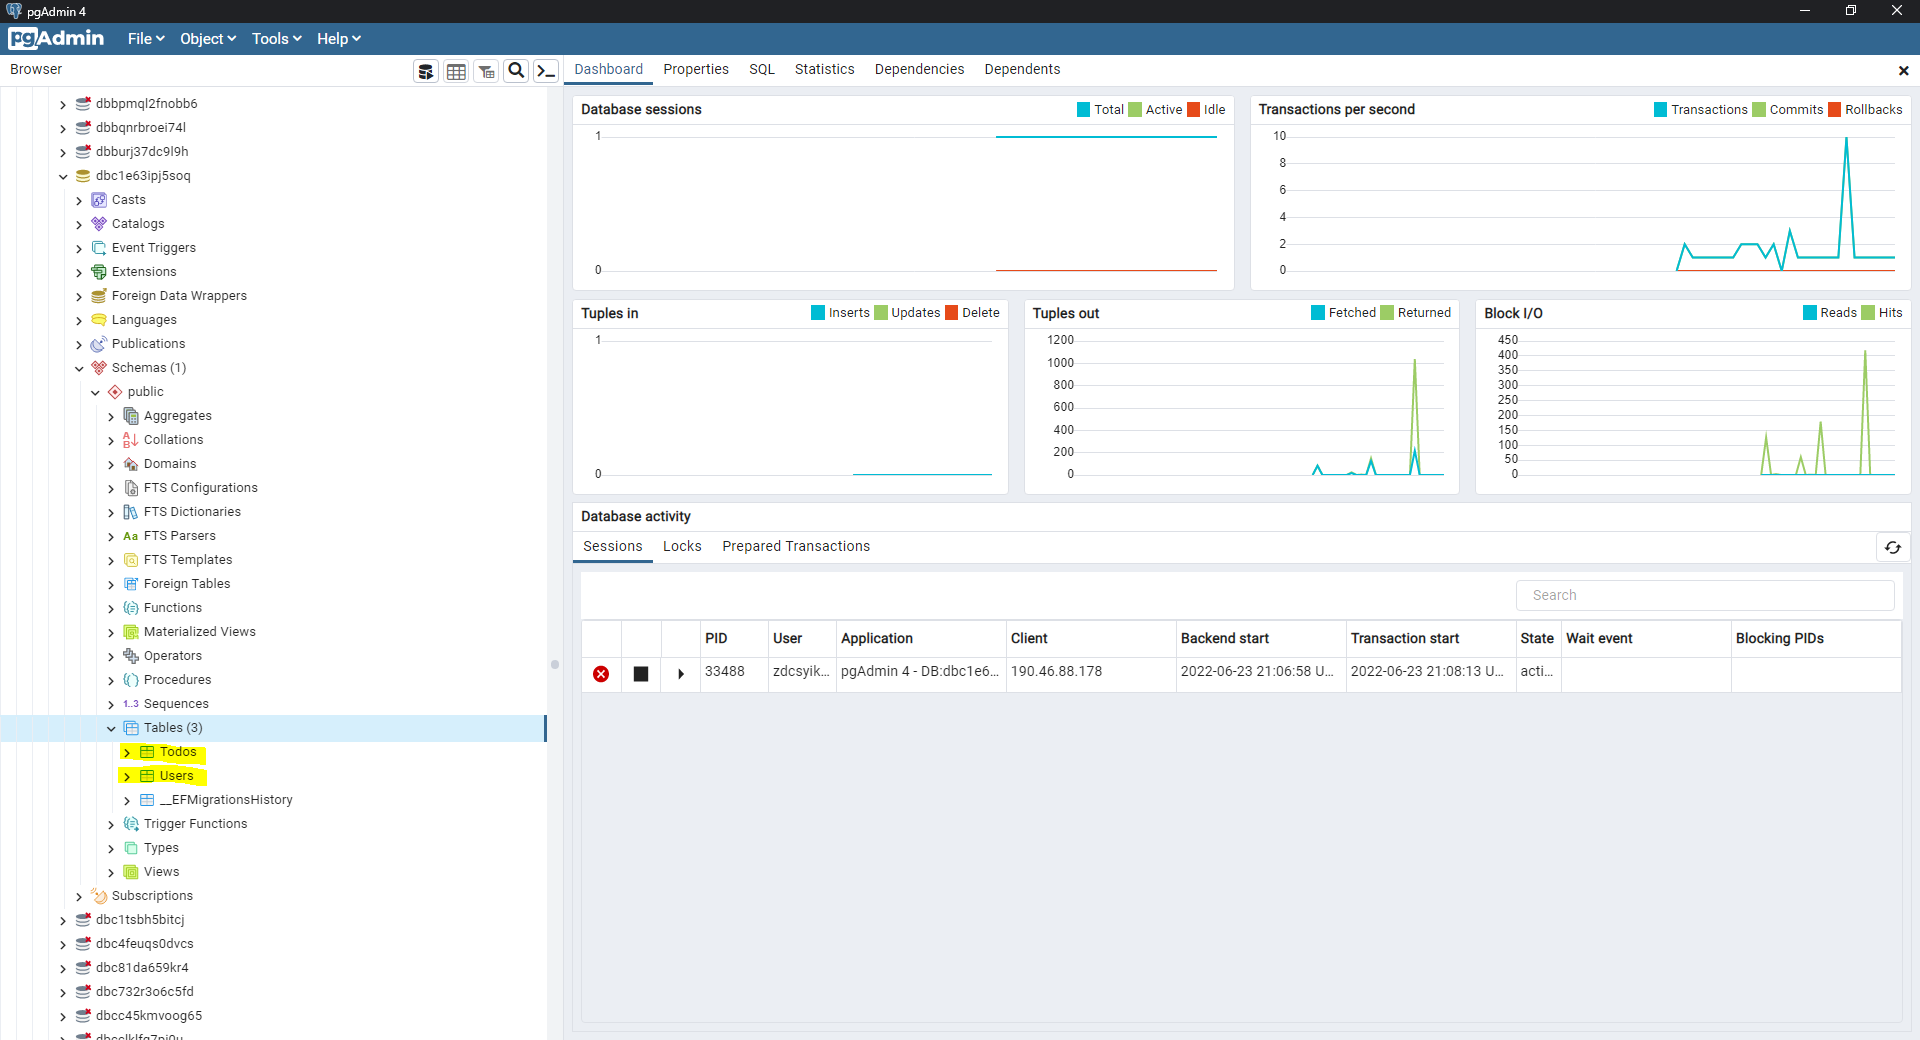 pgAdmin 4
pgAdmin File Object Tools Help
Browser
Dashboard Properties SQL Statistics Dependencies Dependents
dbbpmql2fnobb6
dbbqnrbroei74l
dbburj37dc9l9h
dbc1e63ipj5soq
Casts
Catalogs
Event Triggers
Extensions
Foreign Data Wrappers
Languages
Publications
Schemas (1)
public
Aggregates
Collations
Domains
FTS Configurations
FTS Dictionaries
Aa FTS Parsers
FTS Templates
Foreign Tables
Functions
Materialized Views
Operators
Procedures
1..3 Sequences
Tables (3)
Todos
Users
__EFMigrationsHistory
Trigger Functions
Types
Views
Subscriptions
dbc1tsbh5bitcj
dbc4feuqs0dvcs
dbc81da659kr4
dbc732r3o6c5fd
dbcc45kmvoog65
Database sessions Total Active Idle
1
0
Transactions per second Transactions Commits Rollbacks
10
8
6
4
2
0
Tuples in Inserts Updates Delete
1
0
Tuples out Fetched Returned
1200
1000
800
600
400
200
0
Block I/O Reads Hits
450
400
350
300
250
200
150
100
50
0
Database activity
Sessions Locks Prepared Transactions
Search
PID User Application Client Backend start Transaction start State Wait event Blocking PIDs
33488 zdcsyik... pgAdmin 4 - DB:dbc1e6... 190.46.88.178 2022-06-23 21:06:58 U... 2022-06-23 21:08:13 U... acti...